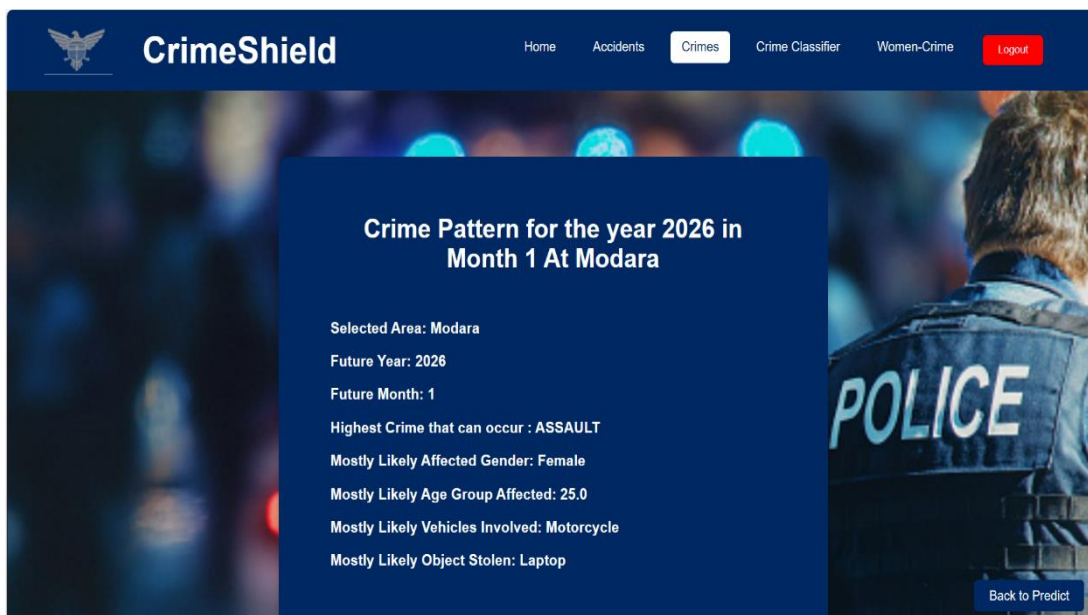 CrimeShield
Home
Accidents
Crimes
Crime Classifier
Women-Crime
Logout
Crime Pattern for the year 2026 in
Month 1 At Modara
Selected Area: Modara
Future Year: 2026
Future Month: 1
Highest Crime that can occur : ASSAULT
Mostly Likely Affected Gender: Female
Mostly Likely Age Group Affected: 25.0
Mostly Likely Vehicles Involved: Motorcycle
Mostly Likely Object Stolen: Laptop
POLICE
Back to Predict